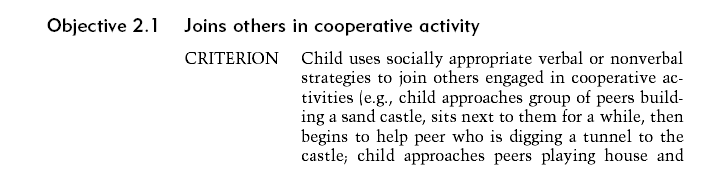 Objective 2.1 Joins others in cooperative activity
CRITERION Child uses socially appropriate verbal or nonverbal
strategies to join others engaged in cooperative ac-
tivities (e.g., child approaches group of peers build-
ing a sand castle, sits next to them for a while, then
begins to help peer who is digging a tunnel to the
castle; child approaches peers playing house and